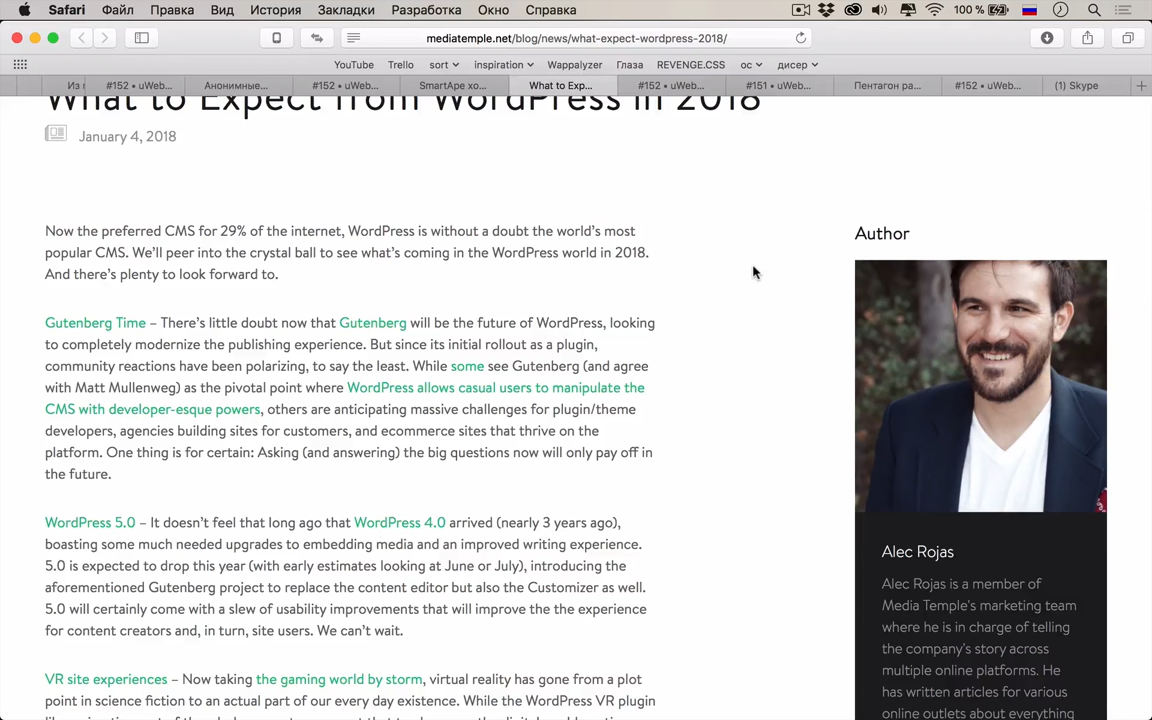 Safari Файл Правка Вид История Закладки Разработка Окно Справка 100 %
mediatemple.net/blog/news/what-expect-wordpress-2018/
YouTube Trello sort inspiration Wappalyzer Глаза REVENGE.CSS ос дисер
Из #152 • uWeb... Анонимные... #152 • uWeb... SmartApe хо... What to Exp... #152 • uWeb... #151 • uWeb... Пентагон ра... #152 • uWeb... (1) Skype
What to Expect from WordPress in 2018
January 4, 2018
Now the preferred CMS for 29% of the internet, WordPress is without a doubt the world's most
popular CMS. We'll peer into the crystal ball to see what's coming in the WordPress world in 2018.
And there's plenty to look forward to.
Gutenberg Time – There's little doubt now that Gutenberg will be the future of WordPress, looking
to completely modernize the publishing experience. But since its initial rollout as a plugin,
community reactions have been polarizing, to say the least. While some see Gutenberg (and agree
with Matt Mullenweg) as the pivotal point where WordPress allows casual users to manipulate the
CMS with developer-esque powers, others are anticipating massive challenges for plugin/theme
developers, agencies building sites for customers, and ecommerce sites that thrive on the
platform. One thing is for certain: Asking (and answering) the big questions now will only pay off in
the future.
WordPress 5.0 – It doesn't feel that long ago that WordPress 4.0 arrived (nearly 3 years ago),
boasting some much needed upgrades to embedding media and an improved writing experience.
5.0 is expected to drop this year (with early estimates looking at June or July), introducing the
aforementioned Gutenberg project to replace the content editor but also the Customizer as well.
5.0 will certainly come with a slew of usability improvements that will improve the the experience
for content creators and, in turn, site users. We can't wait.
VR site experiences – Now taking the gaming world by storm, virtual reality has gone from a plot
point in science fiction to an actual part of our every day existence. While the WordPress VR plugin
Author
Alec Rojas
Alec Rojas is a member of
Media Temple's marketing team
where he is in charge of telling
the company's story across
multiple online platforms. He
has written articles for various
online outlets about everything